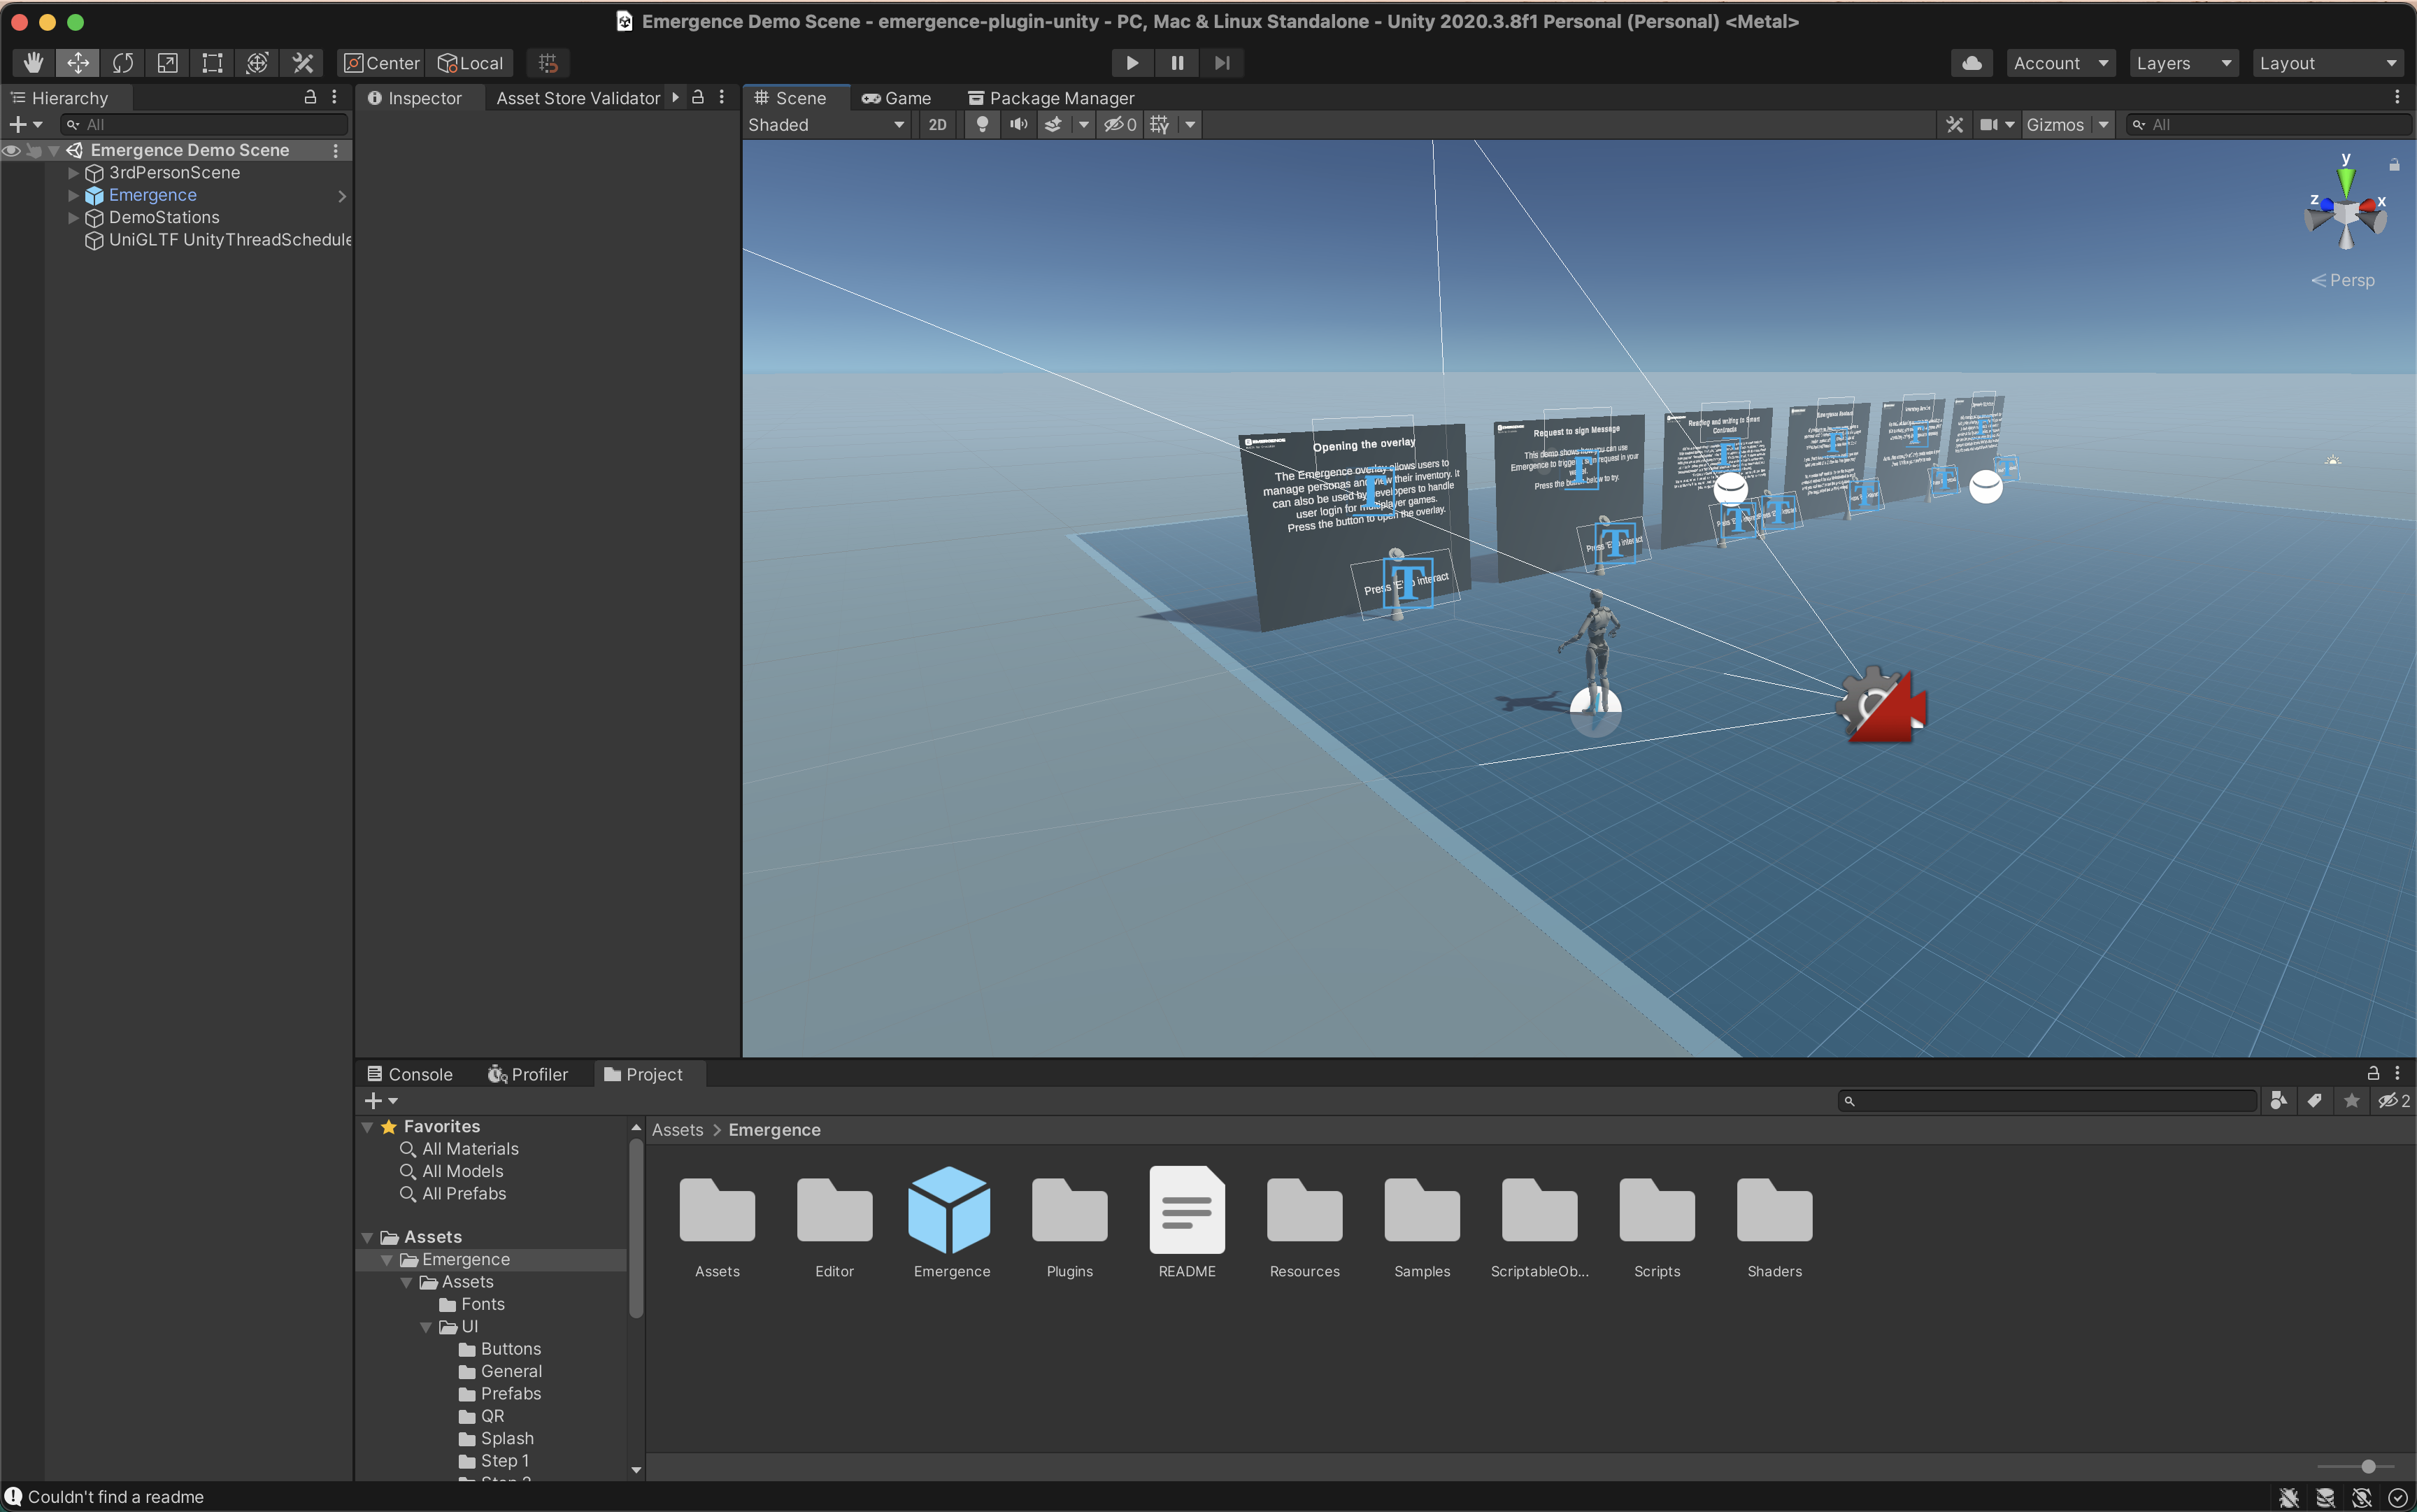 Emergence Demo Scene - emergence-plugin-unity - PC, Mac & Linux Standalone - Unity 2020.3.8f1 Personal (Personal) <Metal>
Center Local Account Layers Layout
Hierarchy
All
Emergence Demo Scene
3rdPersonScene
Emergence
DemoStations
UniGLTF UnityThreadSchedule
Inspector Asset Store Validator
Scene Game Package Manager
Shaded 2D 0 Gizmos All
y
z x
Persp
EMERGENCE
Opening the overlay
The Emergence overlay allows users to
manage personas and view their inventory. It
can also be used by developers to handle
user login for multiplayer games.
Press the button to open the overlay.
Press 'E' to interact
EMERGENCE
Request to sign Message
This demo shows how you can use
Emergence to trigger a sign request in your
wallet.
Press the button below to try.
Press 'E' to interact
Reading and writing to Smart
Contracts
Console Profiler Project
2
Favorites
All Materials
All Models
All Prefabs
Assets
Emergence
Assets
Fonts
UI
Buttons
General
Prefabs
QR
Splash
Step 1
Assets > Emergence
Assets Editor Emergence Plugins README Resources Samples ScriptableOb... Scripts Shaders
Couldn't find a readme